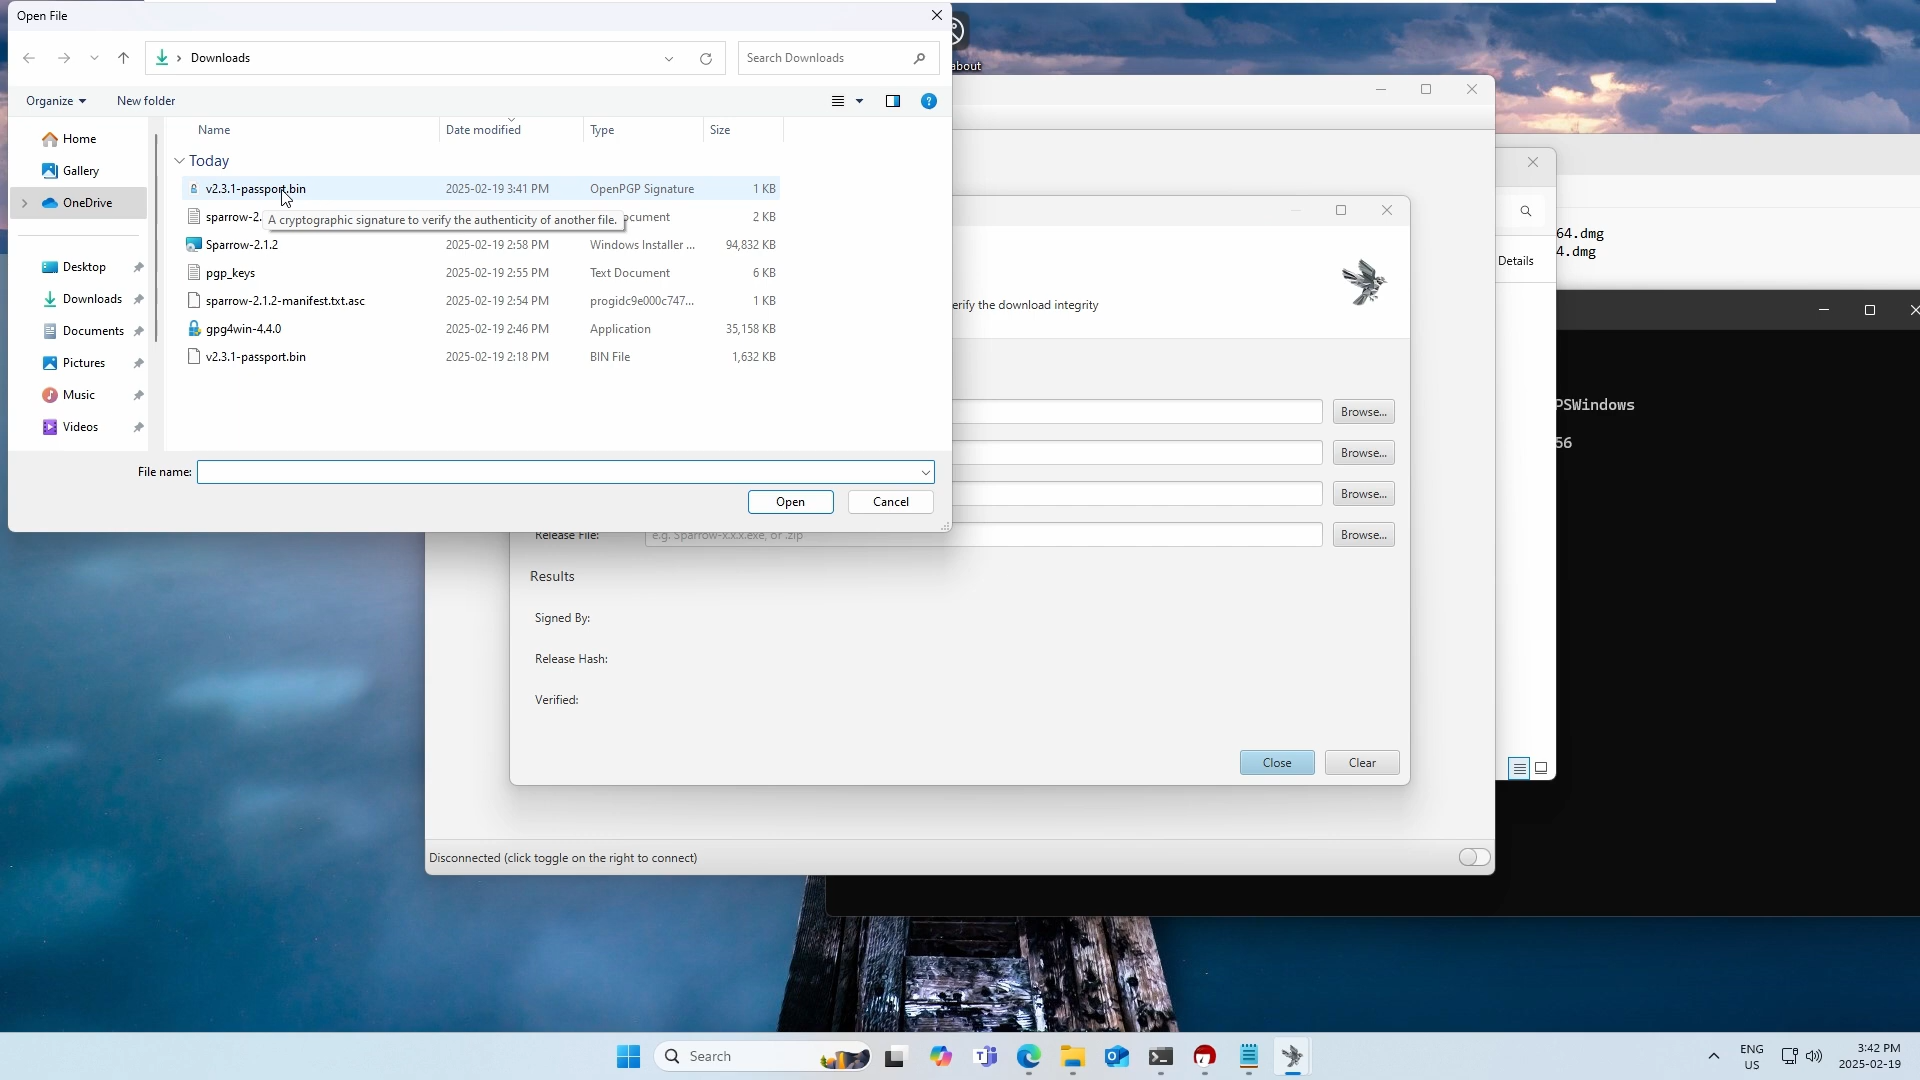 Open File
Downloads
Search Downloads
Organize
New folder
Name
Date modified
Type
Size
Home
Gallery
OneDrive
Desktop
Downloads
Documents
Pictures
Music
Videos
Today
v2.3.1-passport.bin 2025-02-19 3:41 PM OpenPGP Signature 1 KB
sparrow-2. ocument 2 KB
A cryptographic signature to verify the authenticity of another file.
Sparrow-2.1.2 2025-02-19 2:58 PM Windows Installer ... 94,832 KB
pgp_keys 2025-02-19 2:55 PM Text Document 6 KB
sparrow-2.1.2-manifest.txt.asc 2025-02-19 2:54 PM progidc9e000c747... 1 KB
gpg4win-4.4.0 2025-02-19 2:46 PM Application 35,158 KB
v2.3.1-passport.bin 2025-02-19 2:18 PM BIN File 1,632 KB
File name:
Open
Cancel
about
64.dmg
4.dmg
Details
erify the download integrity
PSWindows
56
Browse...
Browse...
Browse...
Release File: e.g. Sparrow-x.x.x.exe, or .zip Browse...
Results
Signed By:
Release Hash:
Verified:
Close
Clear
Disconnected (click toggle on the right to connect)
Search
ENG
US
3:42 PM
2025-02-19